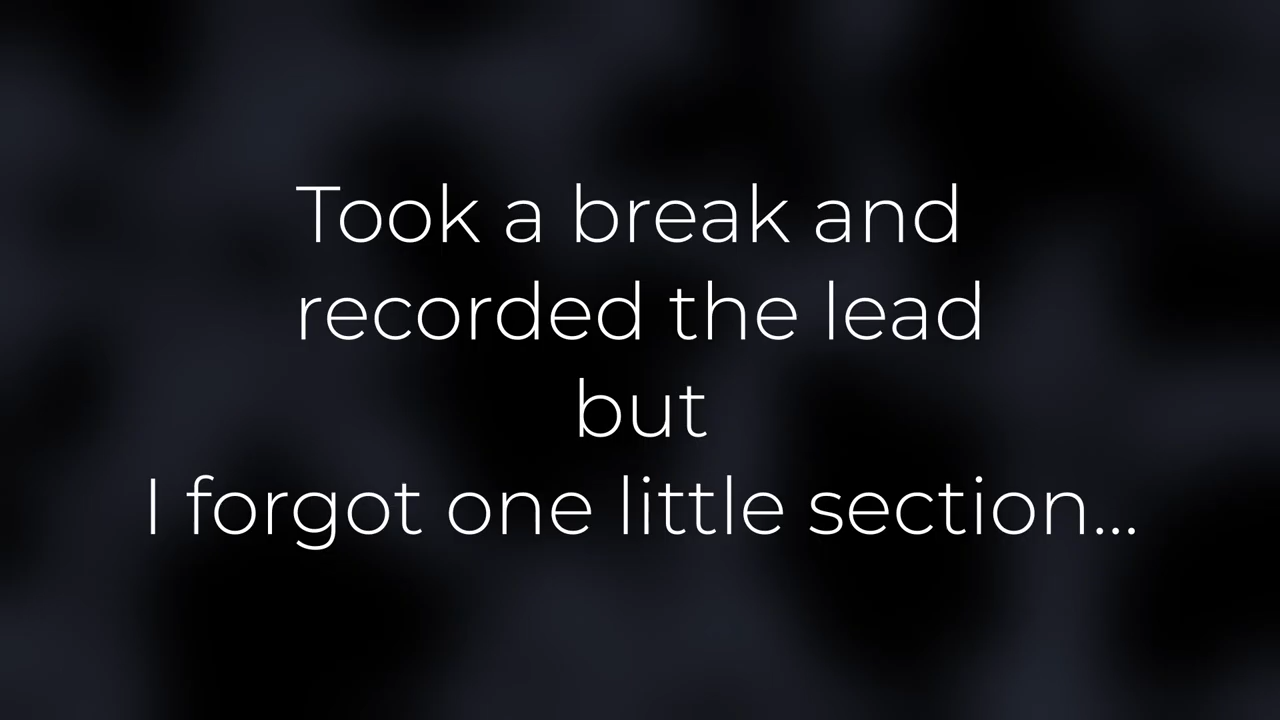 Took a break and
recorded the lead
but
I forgot one little section...